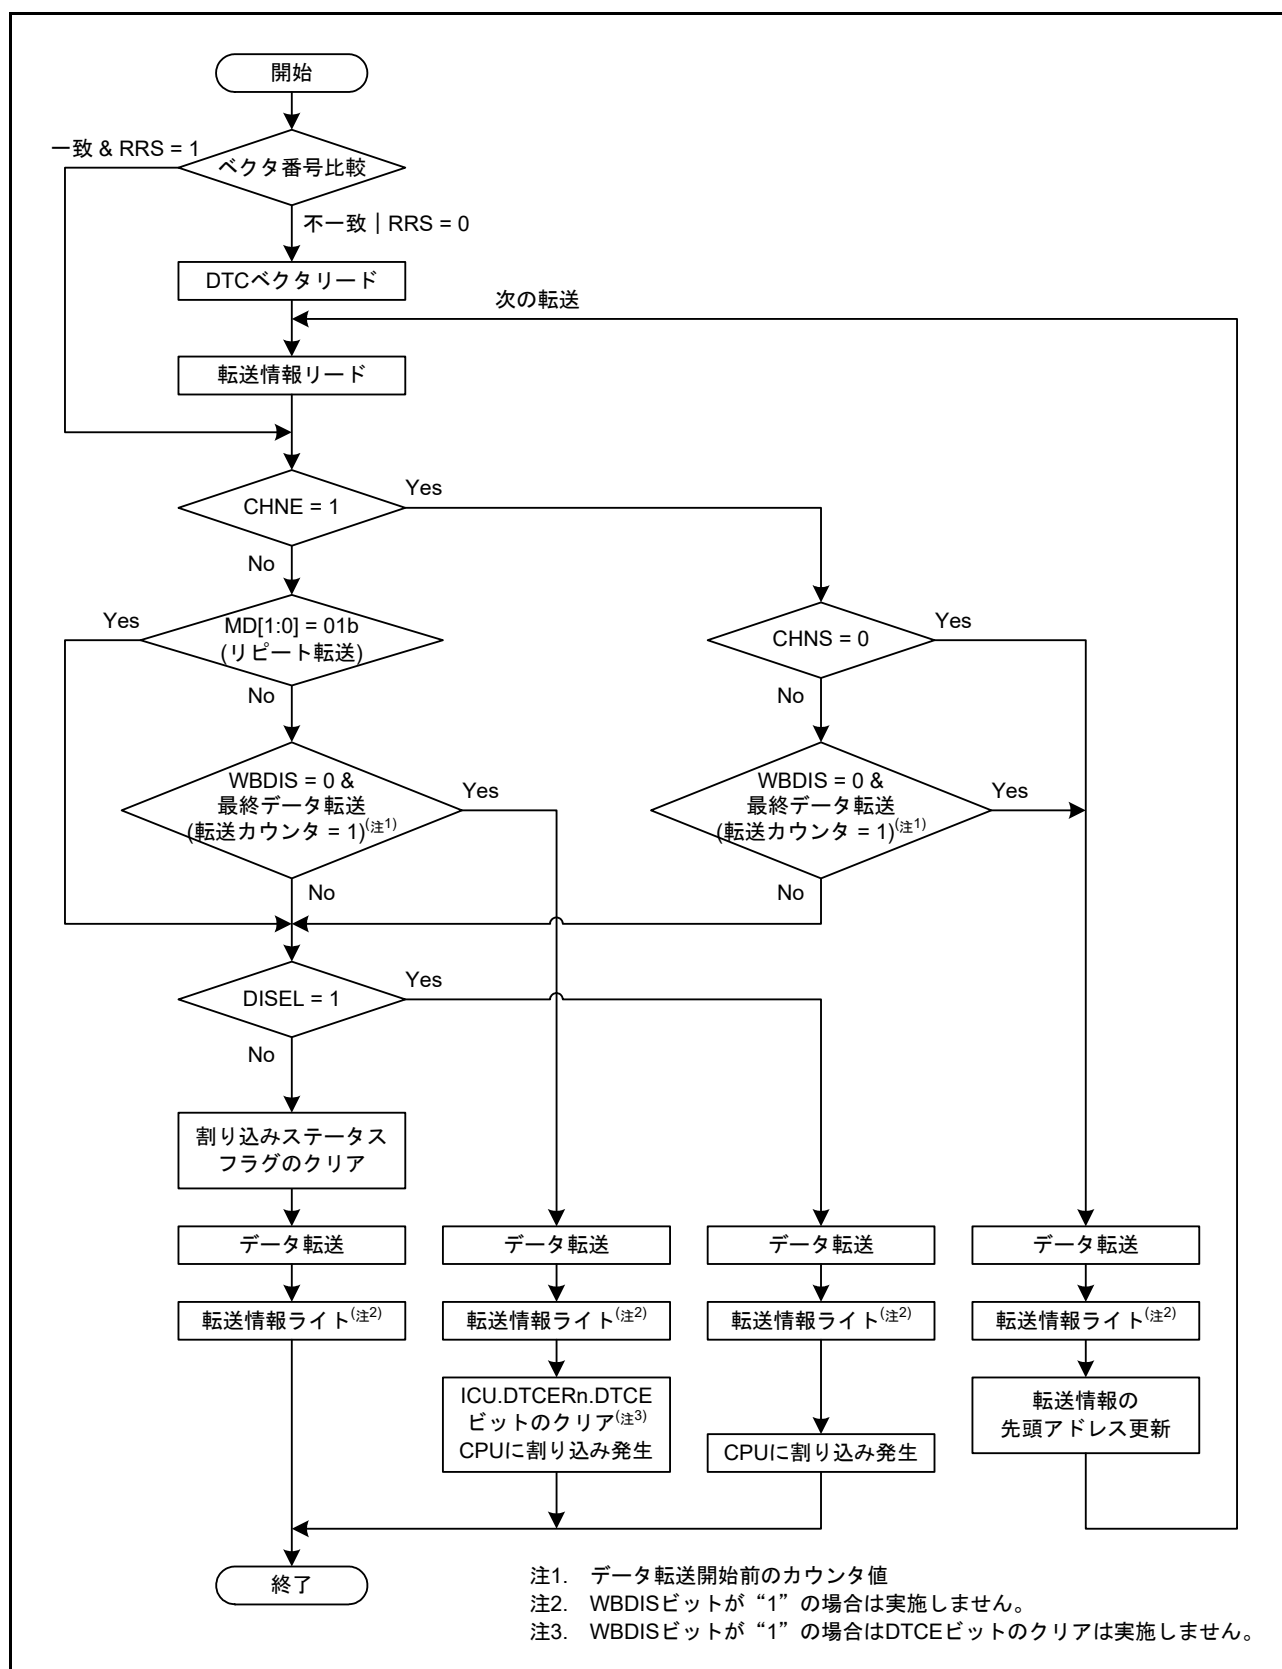 開始
一致 & RRS = 1
ベクタ番号比較
不一致 | RRS = 0
DTCベクタリード
次の転送
転送情報リード
CHNE = 1
Yes
No
Yes
MD[1:0] = 01b
(リピート転送)
No
CHNS = 0
Yes
No
WBDIS = 0 &
最終データ転送
(転送カウンタ = 1)(注1)
Yes
No
WBDIS = 0 &
最終データ転送
(転送カウンタ = 1)(注1)
Yes
No
DISEL = 1
Yes
No
割り込みステータス
フラグのクリア
データ転送
データ転送
データ転送
データ転送
転送情報ライト(注2)
転送情報ライト(注2)
転送情報ライト(注2)
転送情報ライト(注2)
ICU.DTCERn.DTCE
ビットのクリア(注3)
CPUに割り込み発生
CPUに割り込み発生
転送情報の
先頭アドレス更新
終了
注1. データ転送開始前のカウンタ値
注2. WBDISビットが“1”の場合は実施しません。
注3. WBDISビットが“1”の場合はDTCEビットのクリアは実施しません。